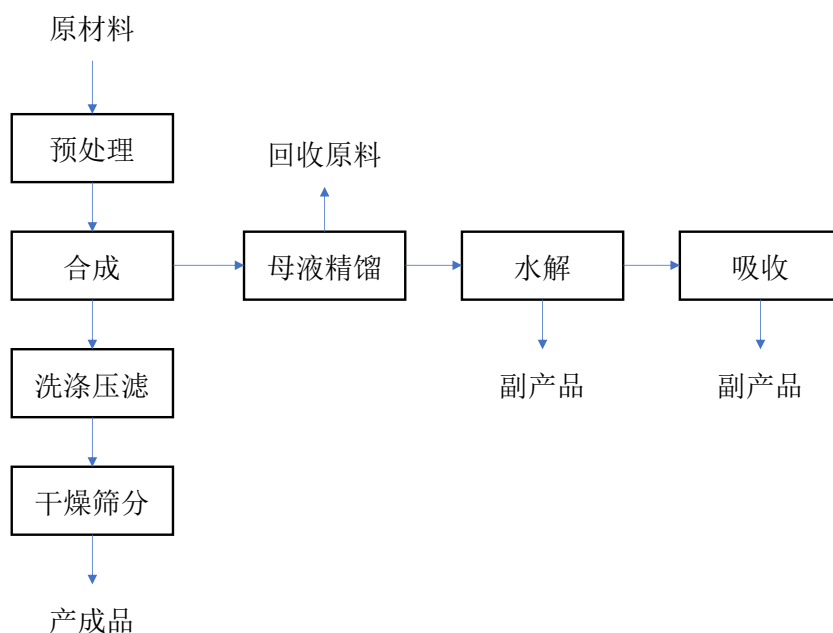 原材料
预处理
回收原料
合成
母液精馏
水解
吸收
洗涤压滤
副产品
副产品
干燥筛分
产成品